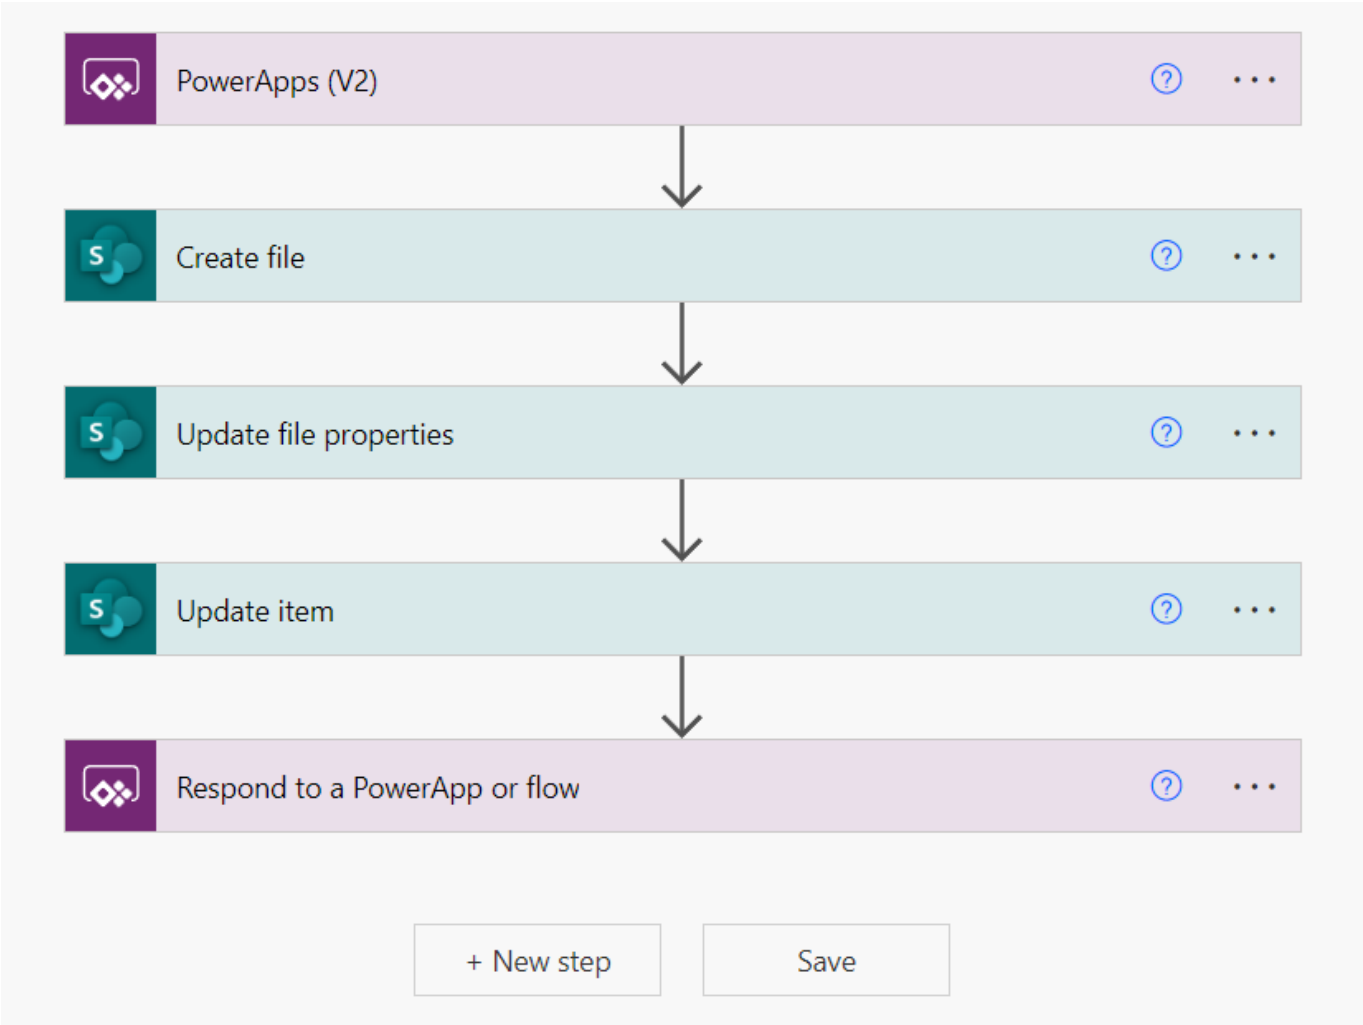 PowerApps (V2)
?
S
Create file
?
S
Update file properties
?
S
Update item
?
Respond to a PowerApp or flow
?
+ New step
Save